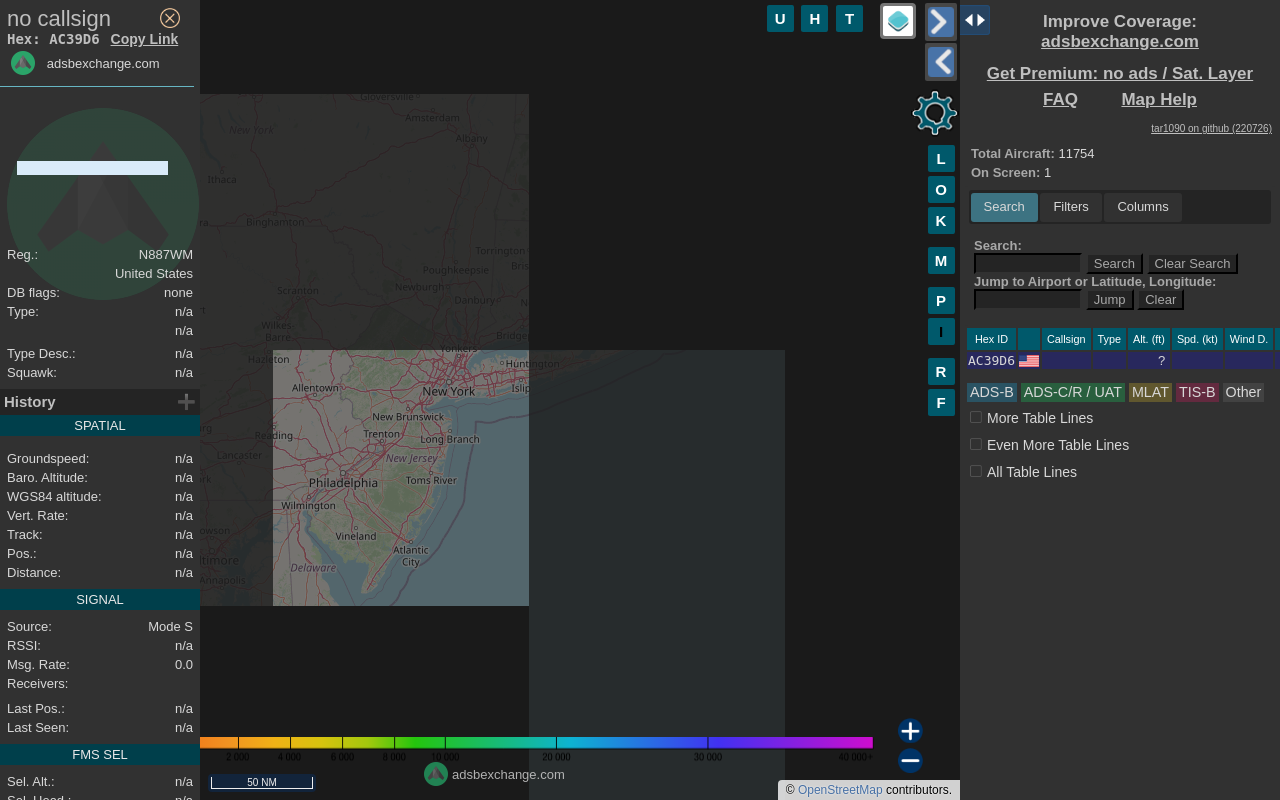 no callsign
Hex: AC39D6 Copy Link
adsbexchange.com
Reg.: N887WM
United States
DB flags: none
Type: n/a
n/a
Type Desc.: n/a
Squawk: n/a
History
SPATIAL
Groundspeed: n/a
Baro. Altitude: n/a
WGS84 altitude: n/a
Vert. Rate: n/a
Track: n/a
Pos.: n/a
Distance: n/a
SIGNAL
Source: Mode S
RSSI: n/a
Msg. Rate: 0.0
Receivers:
Last Pos.: n/a
Last Seen: n/a
FMS SEL
Sel. Alt.: n/a
Sel. Head.: n/a
U H T
L
O
K
M
P
I
R
F
Gloversville
Amsterdam
New York
Albany
Ithaca
Binghamton
Torrington
Poughkeepsie
Scranton
Newburgh
Danbury
Wilkes-
Barre
Yonkers
Hazleton
Huntington
Allentown
New York
Islip
New Brunswick
Reading
Trenton
Long Branch
Lancaster
New Jersey
Philadelphia
Toms River
Wilmington
Vineland
Atlantic
City
Delaware
Annapolis
2 000 4 000 6 000 8 000 10 000 20 000 30 000 40 000+
50 NM
adsbexchange.com
© OpenStreetMap contributors.
Improve Coverage:
adsbexchange.com
Get Premium: no ads / Sat. Layer
FAQ Map Help
tar1090 on github (220726)
Total Aircraft: 11754
On Screen: 1
Search Filters Columns
Search:
Search Clear Search
Jump to Airport or Latitude, Longitude:
Jump Clear
Hex ID Callsign Type Alt. (ft) Spd. (kt) Wind D.
AC39D6 ?
ADS-B ADS-C/R / UAT MLAT TIS-B Other
More Table Lines
Even More Table Lines
All Table Lines